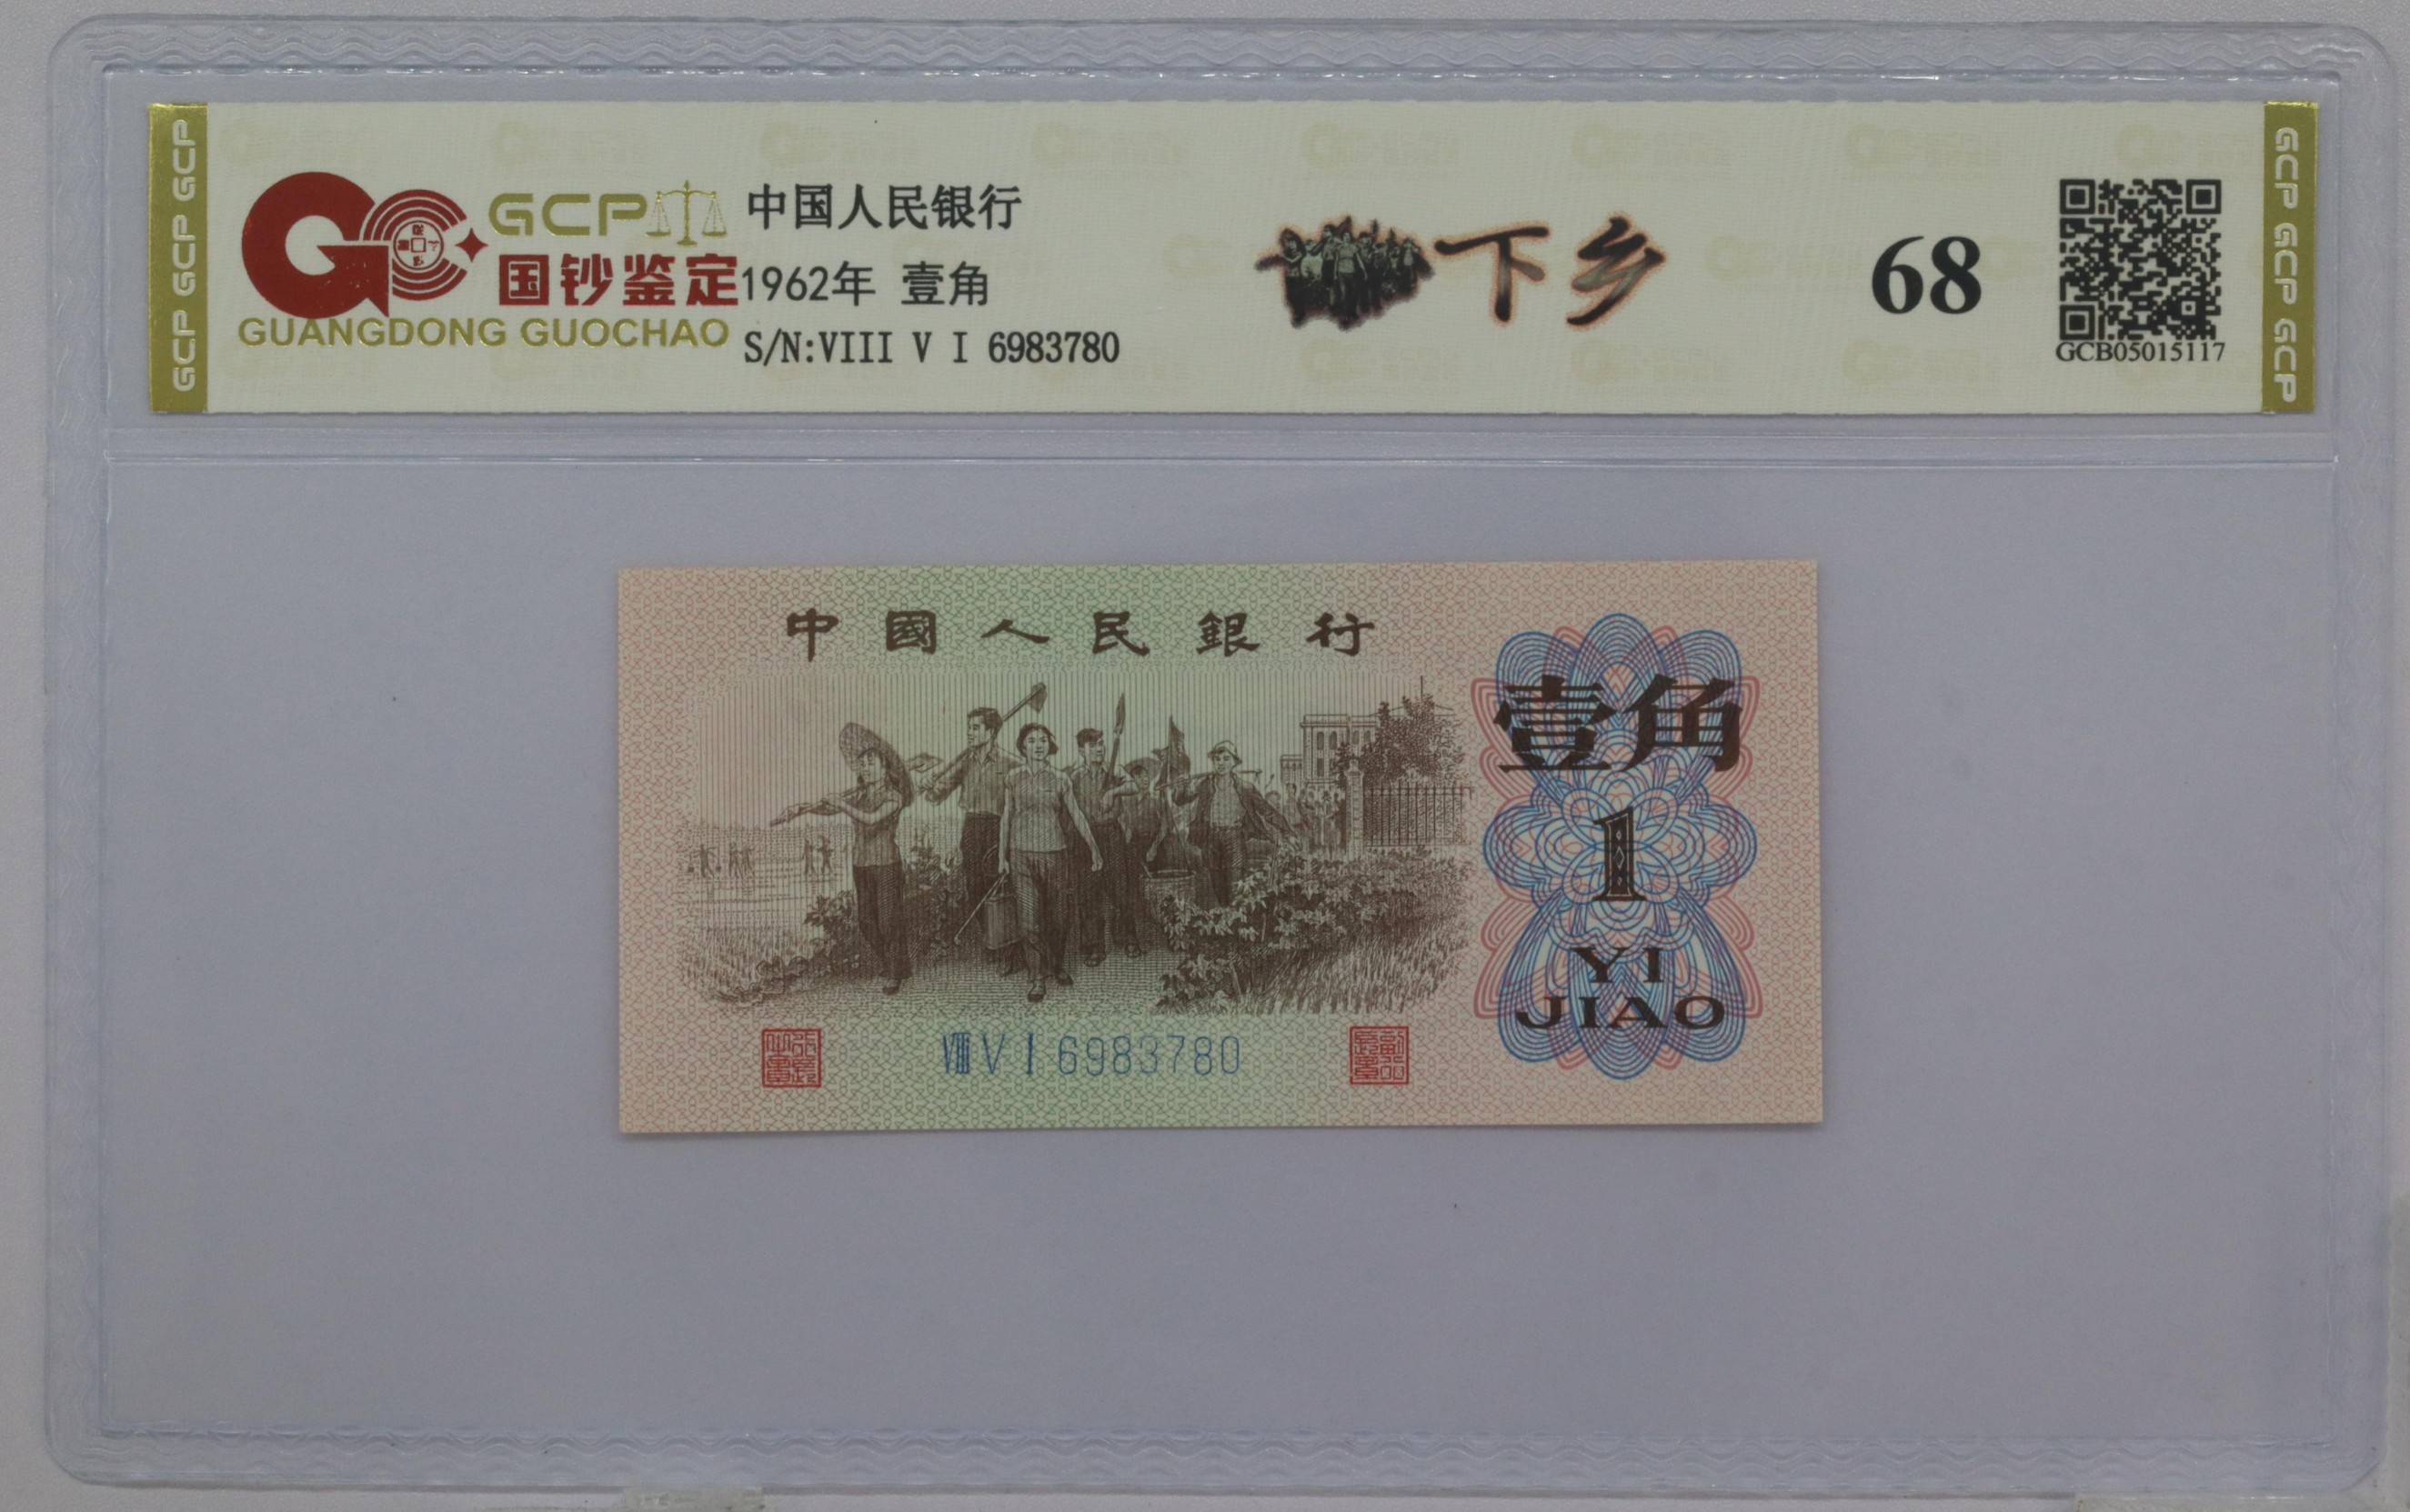 GCP GCP GCP
GCP
国钞鉴定
GUANGDONG GUOCHAO
中国人民银行
1962年 壹角
S/N:VIII V I 6983780
下乡
68
GCB05015117
GCP GCP GCP
中國人民銀行
壹角
1
YI
JIAO
VIII V I 6983780